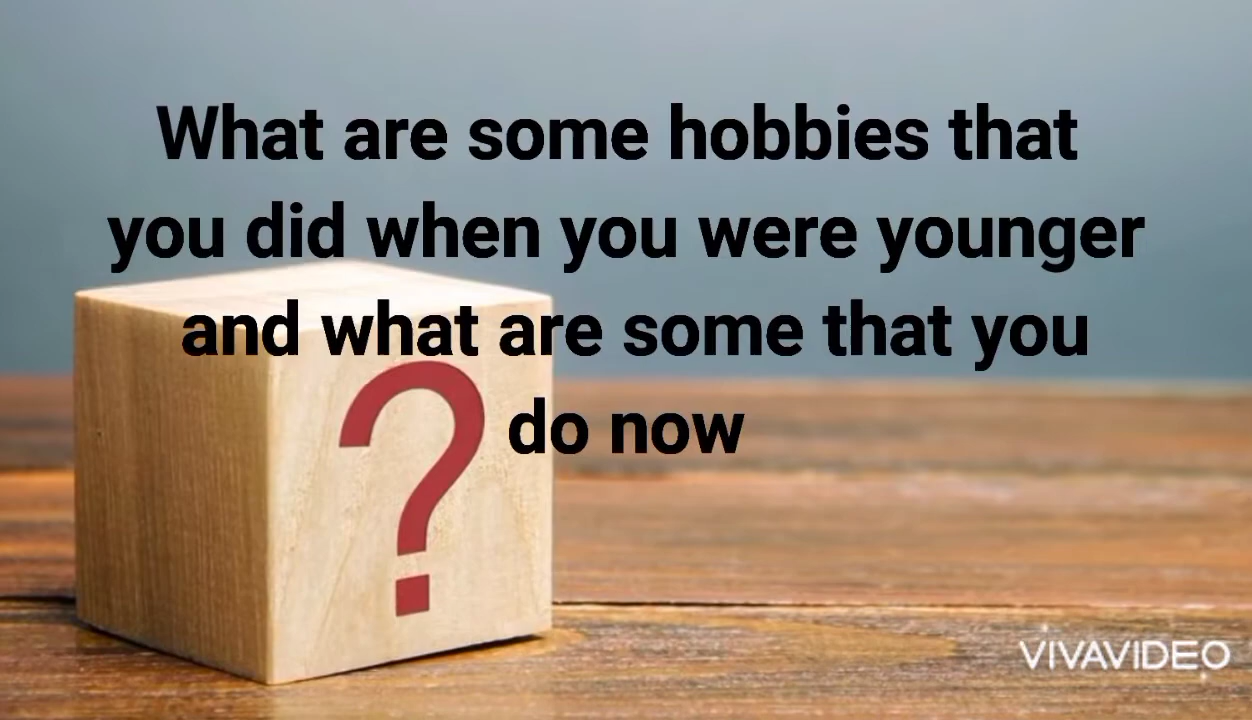 What are some hobbies that
you did when you were younger
and what are some that you
do now
?
VIVAVIDEO